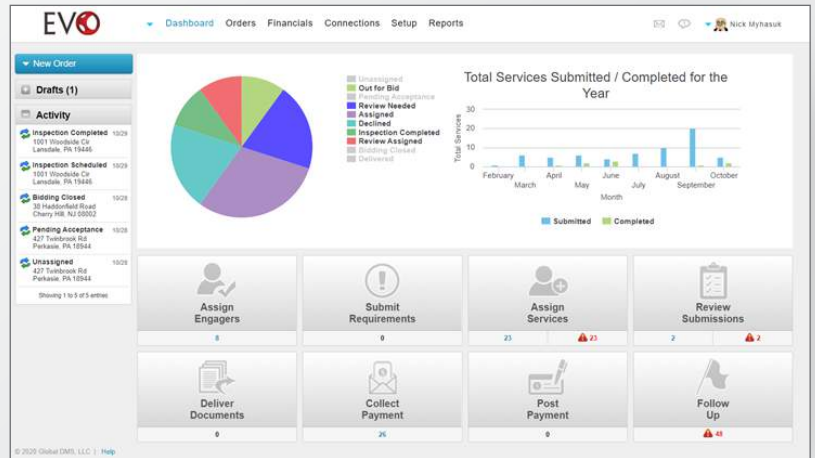 EVO
Dashboard Orders Financials Connections Setup Reports
Nick Myhasuk
New Order
Drafts (1)
Activity
Inspection Completed 10/29
1001 Woodside Cir
Lansdale, PA 19446
Inspection Scheduled 10/29
1001 Woodside Cir
Lansdale, PA 19446
Bidding Closed 10/28
38 Haddonfield Road
Cherry Hill, NJ 08002
Pending Acceptance 10/28
427 Twinbrook Rd
Perkasie, PA 18944
Unassigned 10/28
427 Twinbrook Rd
Perkasie, PA 18944
Showing 1 to 5 of 5 entries
Unassigned
Out for Bid
Pending Acceptance
Review Needed
Assigned
Declined
Inspection Completed
Review Assigned
Bidding Closed
Delivered
Total Services Submitted / Completed for the
Year
Total Services
30
20
10
0
February March April May June July August September October
Month
Submitted Completed
Assign
Engagers
8
Submit
Requirements
0
Assign
Services
23 23
Review
Submissions
2 2
Deliver
Documents
0
Collect
Payment
26
Post
Payment
0
Follow
Up
48
© 2020 Global DMS, LLC | Help